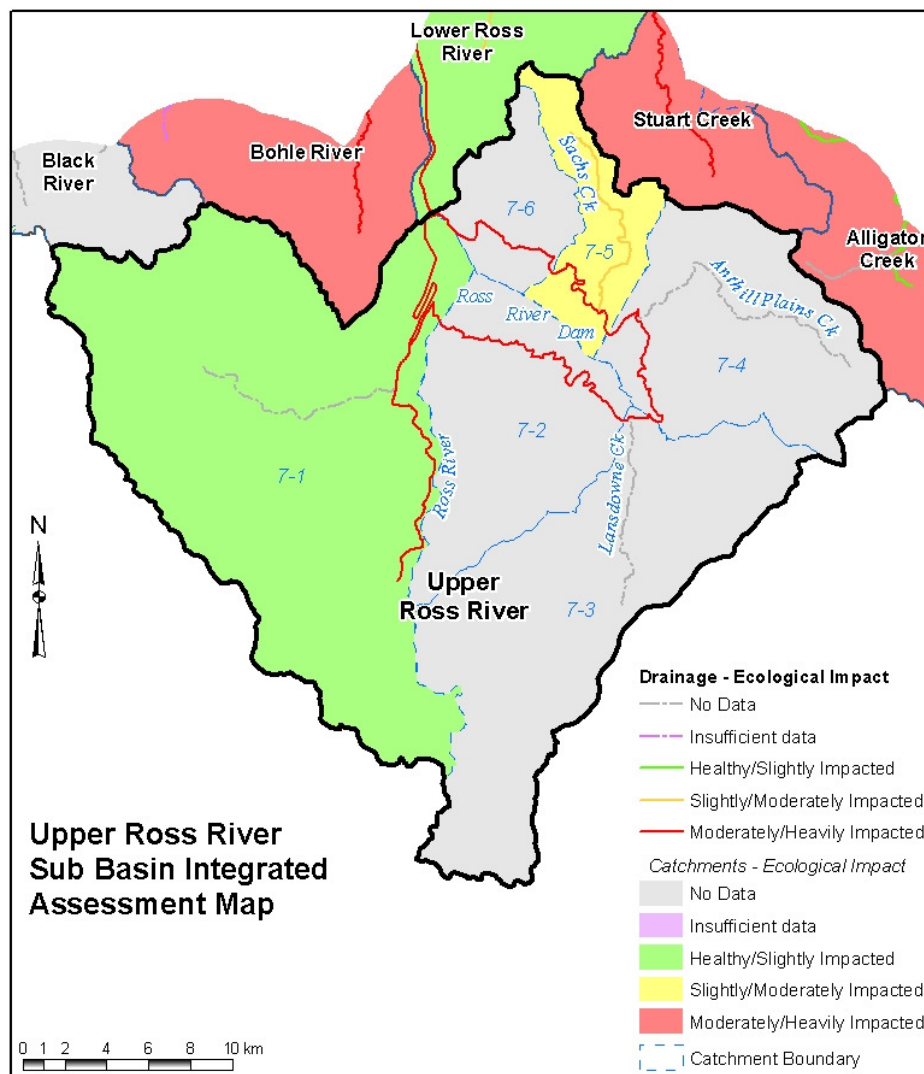 Lower Ross
River
Stuart Creek
Bohle River
Black
River
Sachs Ck
7-6
7-5
Alligator
Creek
Anthill Plains Ck
Ross
River
Dam
7-4
7-1
7-2
Ross River
Lansdowne Ck
N
Upper
Ross River
7-3
Drainage - Ecological Impact
No Data
Insufficient data
Healthy/Slightly Impacted
Slightly/Moderately Impacted
Moderately/Heavily Impacted
Catchments - Ecological Impact
No Data
Insufficient data
Healthy/Slightly Impacted
Slightly/Moderately Impacted
Moderately/Heavily Impacted
Catchment Boundary
Upper Ross River
Sub Basin Integrated
Assessment Map
0 1 2 4 6 8 10 km